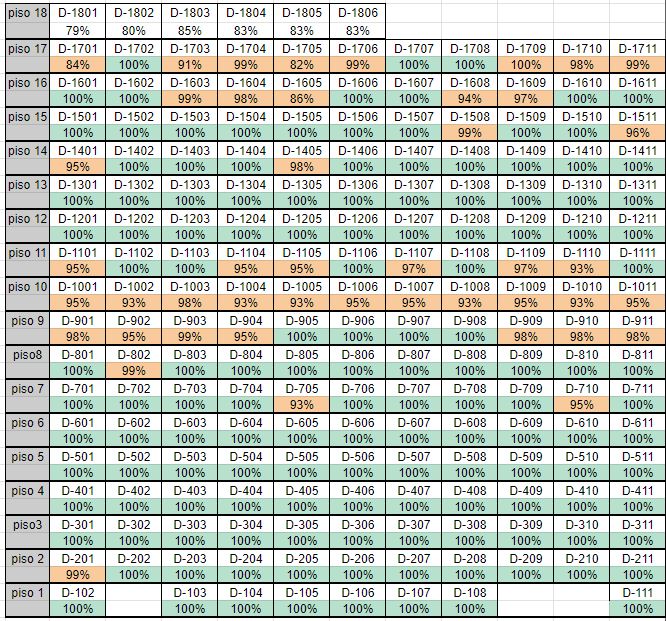 piso 18 D-1801 D-1802 D-1803 D-1804 D-1805 D-1806
79% 80% 85% 83% 83% 83%
piso 17 D-1701 D-1702 D-1703 D-1704 D-1705 D-1706 D-1707 D-1708 D-1709 D-1710 D-1711
84% 100% 91% 99% 82% 99% 100% 100% 100% 98% 99%
piso 16 D-1601 D-1602 D-1603 D-1604 D-1605 D-1606 D-1607 D-1608 D-1609 D-1610 D-1611
100% 100% 99% 98% 86% 100% 100% 94% 97% 100% 100%
piso 15 D-1501 D-1502 D-1503 D-1504 D-1505 D-1506 D-1507 D-1508 D-1509 D-1510 D-1511
100% 100% 100% 100% 100% 100% 100% 99% 100% 100% 96%
piso 14 D-1401 D-1402 D-1403 D-1404 D-1405 D-1406 D-1407 D-1408 D-1409 D-1410 D-1411
95% 100% 100% 100% 98% 100% 100% 100% 100% 100% 100%
piso 13 D-1301 D-1302 D-1303 D-1304 D-1305 D-1306 D-1307 D-1308 D-1309 D-1310 D-1311
100% 100% 100% 100% 100% 100% 100% 100% 100% 100% 100%
piso 12 D-1201 D-1202 D-1203 D-1204 D-1205 D-1206 D-1207 D-1208 D-1209 D-1210 D-1211
100% 100% 100% 100% 100% 100% 100% 100% 100% 100% 100%
piso 11 D-1101 D-1102 D-1103 D-1104 D-1105 D-1106 D-1107 D-1108 D-1109 D-1110 D-1111
95% 100% 100% 95% 95% 100% 97% 100% 97% 93% 100%
piso 10 D-1001 D-1002 D-1003 D-1004 D-1005 D-1006 D-1007 D-1008 D-1009 D-1010 D-1011
95% 93% 98% 93% 93% 95% 95% 93% 95% 93% 95%
piso 9 D-901 D-902 D-903 D-904 D-905 D-906 D-907 D-908 D-909 D-910 D-911
98% 95% 99% 95% 100% 100% 100% 100% 98% 98% 98%
piso8 D-801 D-802 D-803 D-804 D-805 D-806 D-807 D-808 D-809 D-810 D-811
100% 99% 100% 100% 100% 100% 100% 100% 100% 100% 100%
piso 7 D-701 D-702 D-703 D-704 D-705 D-706 D-707 D-708 D-709 D-710 D-711
100% 100% 100% 100% 93% 100% 100% 100% 100% 95% 100%
piso 6 D-601 D-602 D-603 D-604 D-605 D-606 D-607 D-608 D-609 D-610 D-611
100% 100% 100% 100% 100% 100% 100% 100% 100% 100% 100%
piso 5 D-501 D-502 D-503 D-504 D-505 D-506 D-507 D-508 D-509 D-510 D-511
100% 100% 100% 100% 100% 100% 100% 100% 100% 100% 100%
piso 4 D-401 D-402 D-403 D-404 D-405 D-406 D-407 D-408 D-409 D-410 D-411
100% 100% 100% 100% 100% 100% 100% 100% 100% 100% 100%
piso3 D-301 D-302 D-303 D-304 D-305 D-306 D-307 D-308 D-309 D-310 D-311
100% 100% 100% 100% 100% 100% 100% 100% 100% 100% 100%
piso 2 D-201 D-202 D-203 D-204 D-205 D-206 D-207 D-208 D-209 D-210 D-211
99% 100% 100% 100% 100% 100% 100% 100% 100% 100% 100%
piso 1 D-102 D-103 D-104 D-105 D-106 D-107 D-108 D-111
100% 100% 100% 100% 100% 100% 100% 100%